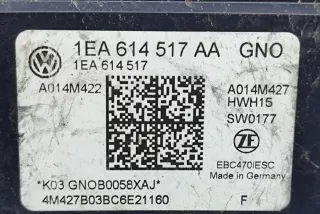 1EA 614 517 AA GNO
1EA 614 517
A014M422
A014M427
HWH15
SW0177
ZF
EBC470IESC
Made in Germany
*K03 GNOB0058XAJ*
4M427B03BC6E21160 F